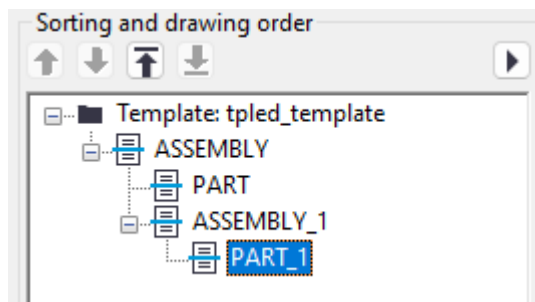 Sorting and drawing order
Template: tpled_template
ASSEMBLY
PART
ASSEMBLY_1
PART_1